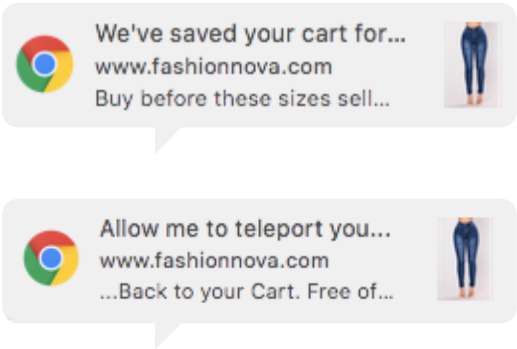 We've saved your cart for...
www.fashionnova.com
Buy before these sizes sell...
Allow me to teleport you...
www.fashionnova.com
...Back to your Cart. Free of...